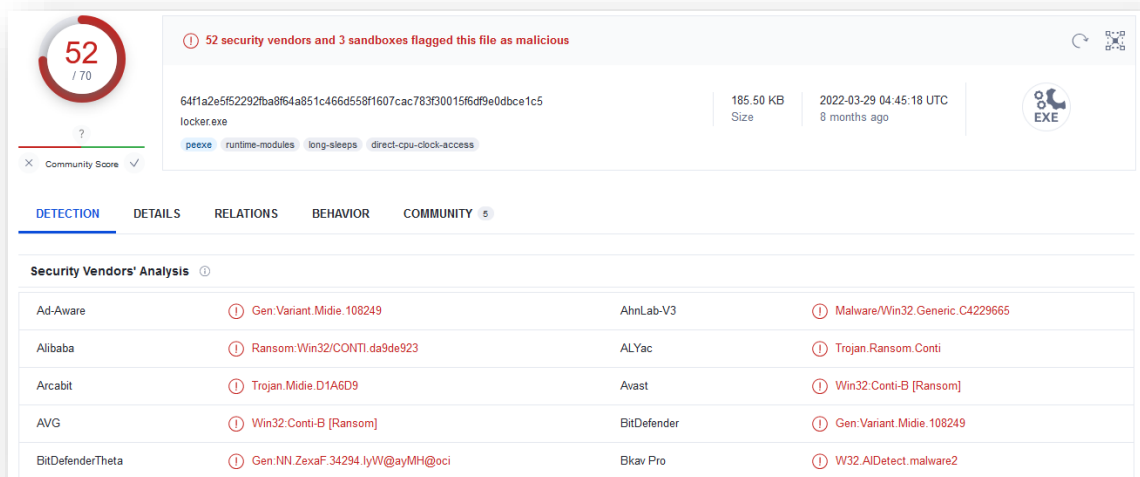 52
/ 70
?
Community Score
52 security vendors and 3 sandboxes flagged this file as malicious
64f1a2e5f52292fba8f64a851c466d558f1607cac783f30015f6df9e0dbce1c5
locker.exe
peexe runtime-modules long-sleeps direct-cpu-clock-access
185.50 KB
Size
2022-03-29 04:45:18 UTC
8 months ago
EXE
DETECTION DETAILS RELATIONS BEHAVIOR COMMUNITY 5
Security Vendors' Analysis
Ad-Aware Gen:Variant.Midie.108249 AhnLab-V3 Malware/Win32.Generic.C4229665
Alibaba Ransom:Win32/CONTI.da9de923 ALYac Trojan.Ransom.Conti
Arcabit Trojan.Midie.D1A6D9 Avast Win32:Conti-B [Ransom]
AVG Win32:Conti-B [Ransom] BitDefender Gen:Variant.Midie.108249
BitDefenderTheta Gen:NN.ZexaF.34294.lyW@ayMH@oci Bkav Pro W32.AIDetect.malware2